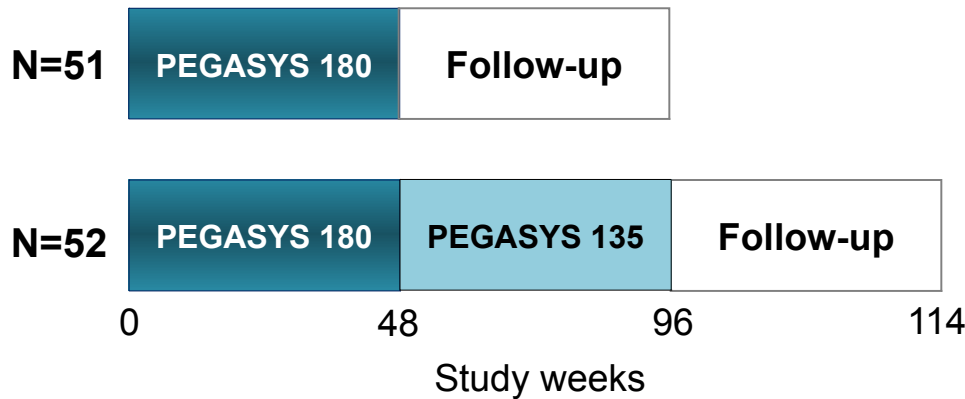 N=51 PEGASYS 180 Follow-up
N=52 PEGASYS 180 PEGASYS 135 Follow-up
0 48 96 114
Study weeks